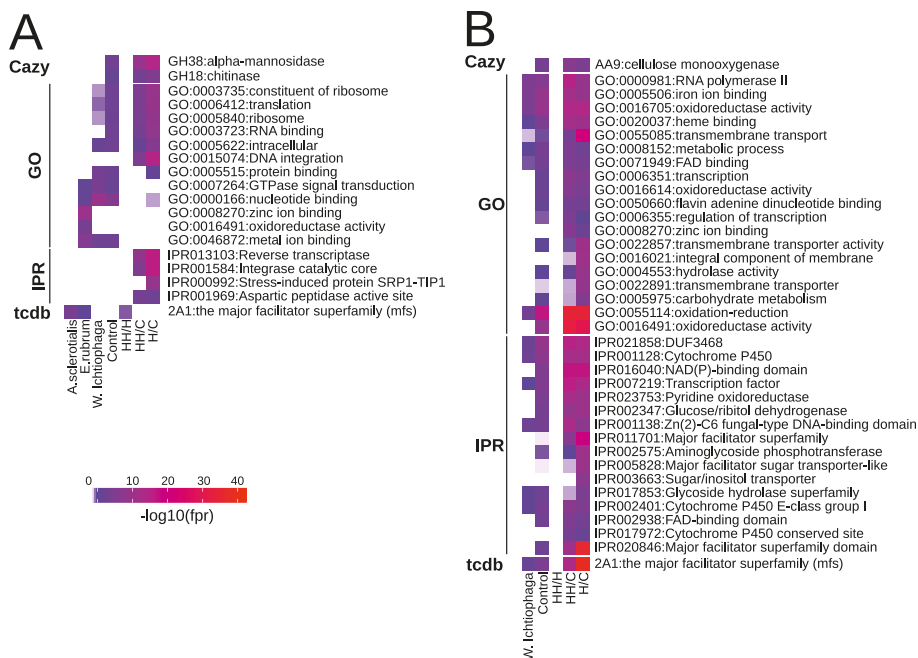 A
Cazy
GH38:alpha-mannosidase
GH18:chitinase
GO
GO:0003735:constituent of ribosome
GO:0006412:translation
GO:0005840:ribosome
GO:0003723:RNA binding
GO:0005622:intracellular
GO:0015074:DNA integration
GO:0005515:protein binding
GO:0007264:GTPase signal transduction
GO:0000166:nucleotide binding
GO:0008270:zinc ion binding
GO:0016491:oxidoreductase activity
GO:0046872:metal ion binding
IPR
IPR013103:Reverse transcriptase
IPR001584:Integrase catalytic core
IPR000992:Stress-induced protein SRP1-TIP1
IPR001969:Aspartic peptidase active site
tcdb
2A1:the major facilitator superfamily (mfs)
A.sclerotialis
E.rubrum
W. Ichtiophaga
Control
HH/H
HH/C
H/C
0 10 20 30 40
-log10(fpr)
B
Cazy
AA9:cellulose monooxygenase
GO
GO:0000981:RNA polymerase II
GO:0005506:iron ion binding
GO:0016705:oxidoreductase activity
GO:0020037:heme binding
GO:0055085:transmembrane transport
GO:0008152:metabolic process
GO:0071949:FAD binding
GO:0006351:transcription
GO:0016614:oxidoreductase activity
GO:0050660:flavin adenine dinucleotide binding
GO:0006355:regulation of transcription
GO:0008270:zinc ion binding
GO:0022857:transmembrane transporter activity
GO:0016021:integral component of membrane
GO:0004553:hydrolase activity
GO:0022891:transmembrane transporter
GO:0005975:carbohydrate metabolism
GO:0055114:oxidation-reduction
GO:0016491:oxidoreductase activity
IPR
IPR021858:DUF3468
IPR001128:Cytochrome P450
IPR016040:NAD(P)-binding domain
IPR007219:Transcription factor
IPR023753:Pyridine oxidoreductase
IPR002347:Glucose/ribitol dehydrogenase
IPR001138:Zn(2)-C6 fungal-type DNA-binding domain
IPR011701:Major facilitator superfamily
IPR002575:Aminoglycoside phosphotransferase
IPR005828:Major facilitator sugar transporter-like
IPR003663:Sugar/inositol transporter
IPR017853:Glycoside hydrolase superfamily
IPR002401:Cytochrome P450 E-class group I
IPR002938:FAD-binding domain
IPR017972:Cytochrome P450 conserved site
IPR020846:Major facilitator superfamily domain
tcdb
2A1:the major facilitator superfamily (mfs)
W. Ichtiophaga
Control
HH/H
HH/C
H/C